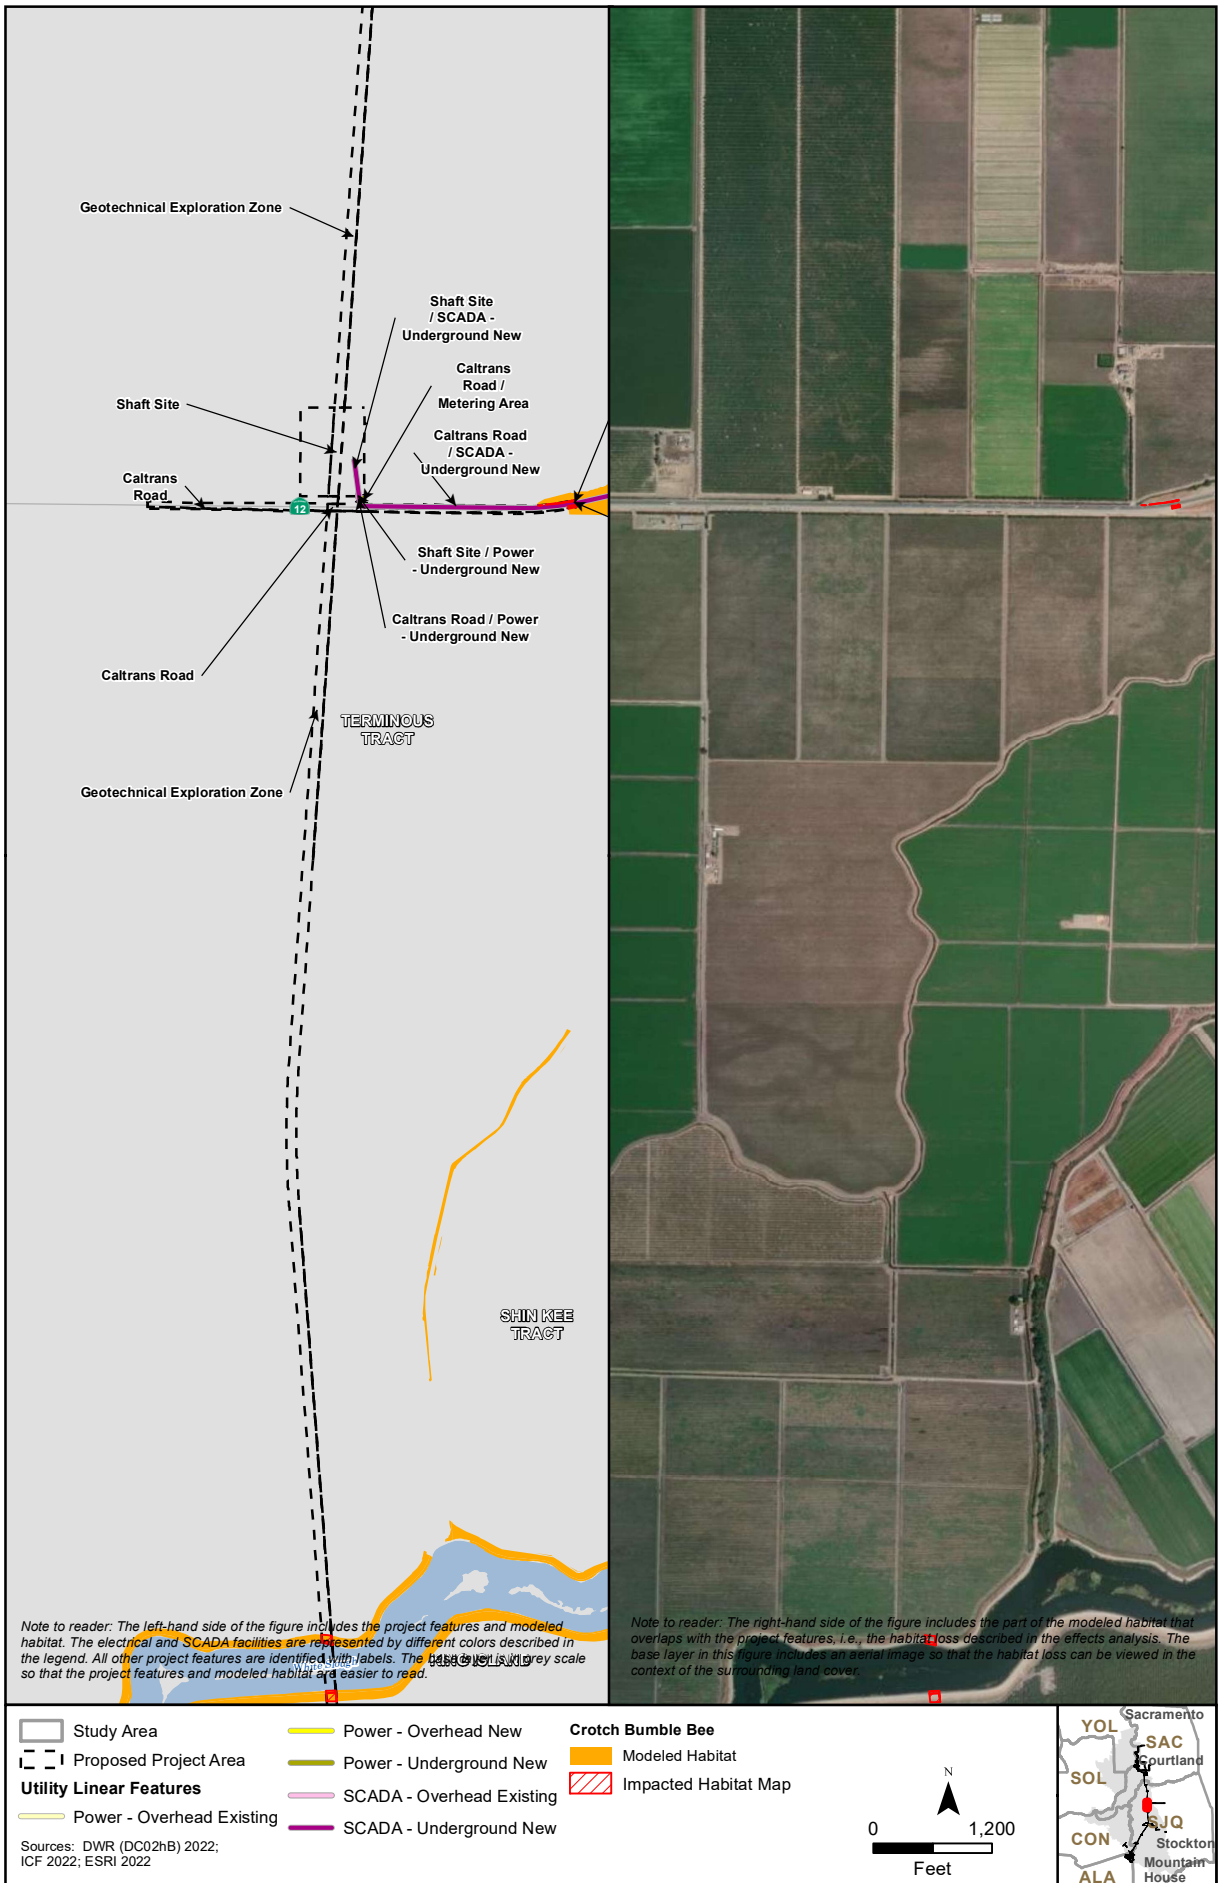 Geotechnical Exploration Zone
Shaft Site
/ SCADA -
Underground New
Caltrans
Road /
Metering Area
Shaft Site
Caltrans Road
/ SCADA -
Underground New
Caltrans
Road
12
Shaft Site / Power
- Underground New
Caltrans Road / Power
- Underground New
Caltrans Road
TERMINOUS
TRACT
Geotechnical Exploration Zone
SHIN KEE
TRACT
Note to reader: The left-hand side of the figure includes the project features and modeled
habitat. The electrical and SCADA facilities are represented by different colors described in
the legend. All other project features are identified with labels. The base layer is in grey scale
so that the project features and modeled habitat are easier to read.
White Slough
KING ISLAND
Note to reader: The right-hand side of the figure includes the part of the modeled habitat that
overlaps with the project features, i.e., the habitat loss described in the effects analysis. The
base layer in this figure includes an aerial image so that the habitat loss can be viewed in the
context of the surrounding land cover.
Study Area
Proposed Project Area
Utility Linear Features
Power - Overhead Existing
Sources: DWR (DC02hB) 2022;
ICF 2022; ESRI 2022
Power - Overhead New
Power - Underground New
SCADA - Overhead Existing
SCADA - Underground New
Crotch Bumble Bee
Modeled Habitat
Impacted Habitat Map
N
0 1,200
Feet
Sacramento
YOL
SAC
Courtland
SOL
SJQ
CON
Stockton
Mountain
House
ALA